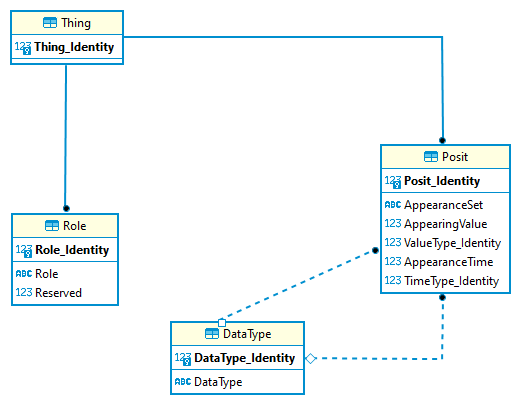 Thing
123 Thing_Identity
Posit
123 Posit_Identity
ABC AppearanceSet
123 AppearingValue
123 ValueType_Identity
123 AppearanceTime
123 TimeType_Identity
Role
123 Role_Identity
ABC Role
123 Reserved
DataType
123 DataType_Identity
ABC DataType